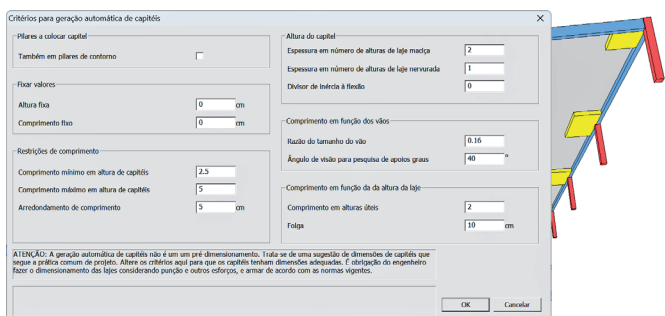 Critérios para geração automática de capitéis
Pilares a colocar capitel
Também em pilares de contorno
Fixar valores
Altura fixa 0 cm
Comprimento fixo 0 cm
Restrições de comprimento
Comprimento mínimo em altura de capitéis 2.5
Comprimento máximo em altura de capitéis 5
Arredondamento de comprimento 5 cm
Altura do capitel
Espessura em número de alturas de laje maciça 2
Espessura em número de alturas de laje nervurada 1
Divisor de inércia à flexão 0
Comprimento em função dos vãos
Razão do tamanho do vão 0.16
Ângulo de visão para pesquisa de apoios graus 40 °
Comprimento em função da da altura da laje
Comprimento em alturas úteis 2
Folga 10 cm
ATENÇÃO: A geração automática de capitéis não é um um pré-dimensionamento. Trata-se de uma sugestão de dimensões de capitéis que
segue a prática comum de projeto. Altere os critérios aqui para que os capitéis tenham dimensões adequadas. É obrigação do engenheiro
fazer o dimensionamento das lajes considerando punção e outros esforços, e armar de acordo com as normas vigentes.
OK Cancelar